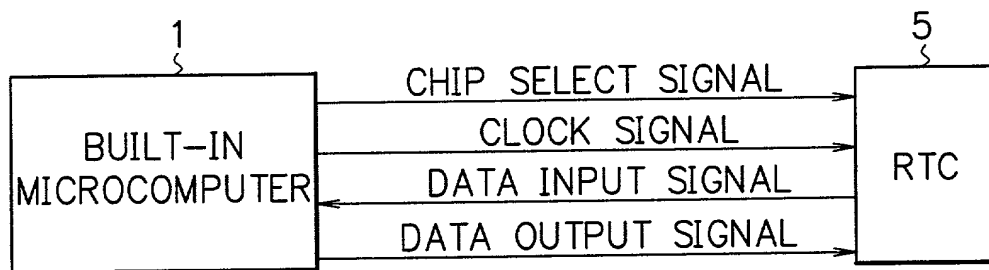 1
5
CHIP SELECT SIGNAL
CLOCK SIGNAL
BUILT-IN
MICROCOMPUTER
DATA INPUT SIGNAL
RTC
DATA OUTPUT SIGNAL